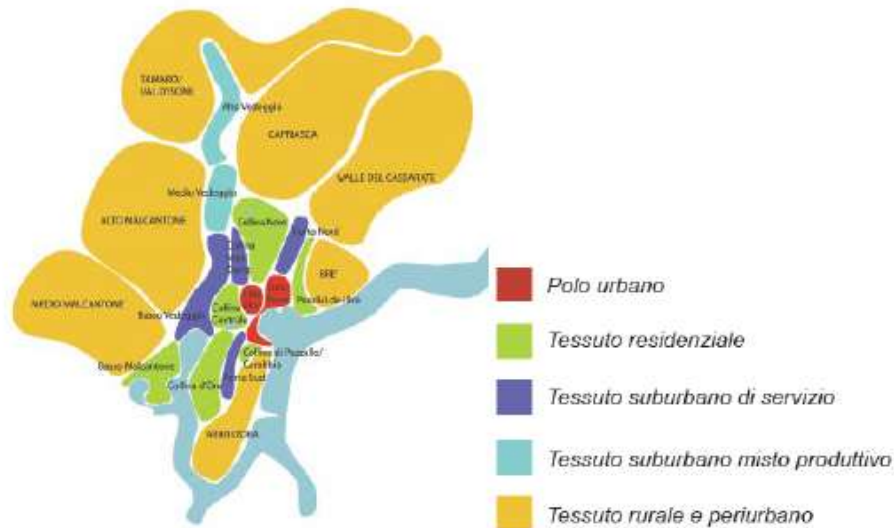 TAMARO/
VAL D'ISONE
Alto Vedeggio
CAPRIASCA
VALLE DEL CASSARATE
Medio Vedeggio
ALTO MALCANTONE
Collina Nord
Porta Nord
BRÈ
MEDIO MALCANTONE
Basso Vedeggio
Collina
Centrale
Pendici del Brè
Collina di Pazzallo/
Carabbia
Basso Malcantone
Collina d'Oro
Porta Sud
Polo urbano
Tessuto residenziale
Tessuto suburbano di servizio
Tessuto suburbano misto produttivo
Tessuto rurale e periurbano